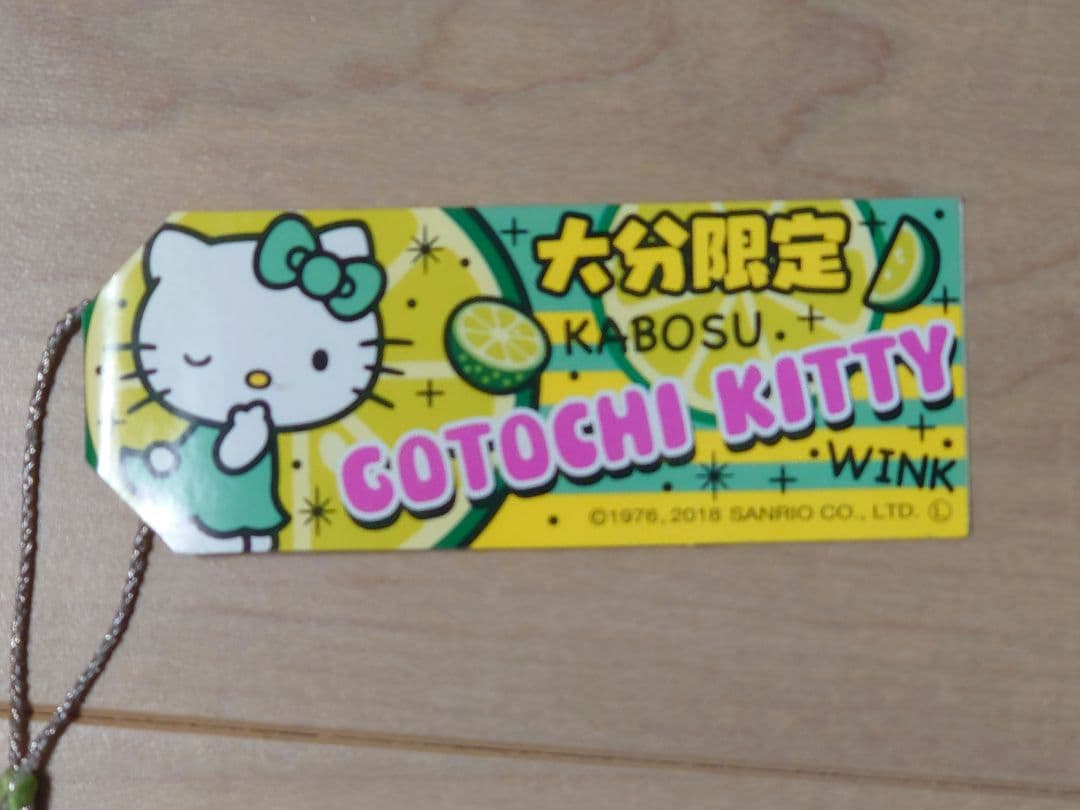 大分限定
KABOSU
GOTOCHI KITTY
WINK
©1976, 2018 SANRIO CO., LTD. Ⓛ